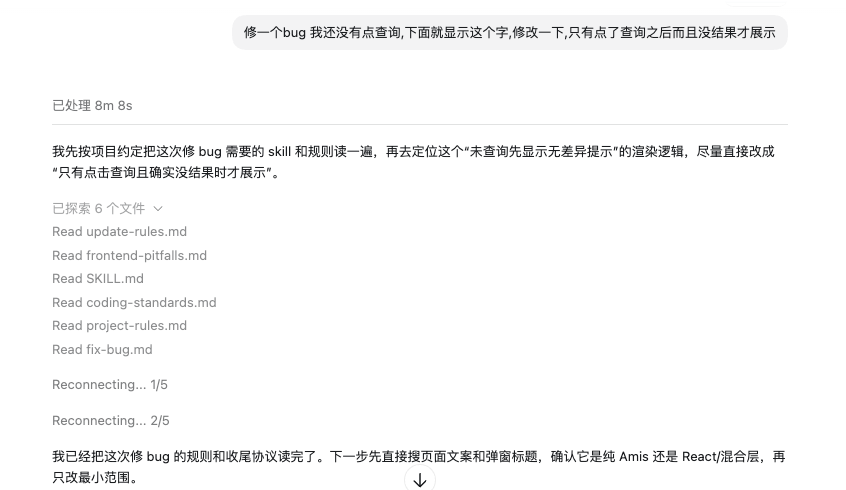 修一个bug 我还没有点查询,下面就显示这个字,修改一下,只有点了查询之后而且没结果才展示
已处理 8m 8s
我先按项目约定把这次修 bug 需要的 skill 和规则读一遍，再去定位这个“未查询先显示无差异提示”的渲染逻辑，尽量直接改成
“只有点击查询且确实没结果时才展示”。
已探索 6 个文件
Read update-rules.md
Read frontend-pitfalls.md
Read SKILL.md
Read coding-standards.md
Read project-rules.md
Read fix-bug.md
Reconnecting... 1/5
Reconnecting... 2/5
我已经把这次修 bug 的规则和收尾协议读完了。下一步先直接搜页面文案和弹窗标题，确认它是纯 Amis 还是 React/混合层，再
只改最小范围。